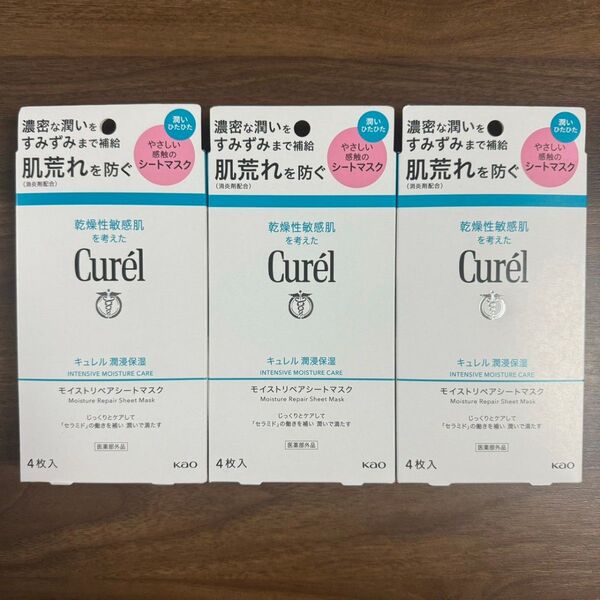 濃密な潤いを
すみずみまで補給
肌荒れを防ぐ
(消炎剤配合)
潤い
ひたひた
やさしい
感触の
シートマスク
乾燥性敏感肌
を考えた
Curél
キュレル 潤浸保湿
INTENSIVE MOISTURE CARE
モイストリペアシートマスク
Moisture Repair Sheet Mask
じっくりとケアして
「セラミド」の働きを補い 潤いで満たす
医薬部外品
4枚入
Kao
濃密な潤いを
すみずみまで補給
肌荒れを防ぐ
(消炎剤配合)
潤い
ひたひた
やさしい
感触の
シートマスク
乾燥性敏感肌
を考えた
Curél
キュレル 潤浸保湿
INTENSIVE MOISTURE CARE
モイストリペアシートマスク
Moisture Repair Sheet Mask
じっくりとケアして
「セラミド」の働きを補い 潤いで満たす
医薬部外品
4枚入
Kao
濃密な潤いを
すみずみまで補給
肌荒れを防ぐ
(消炎剤配合)
潤い
ひたひた
やさしい
感触の
シートマスク
乾燥性敏感肌
を考えた
Curél
キュレル 潤浸保湿
INTENSIVE MOISTURE CARE
モイストリペアシートマスク
Moisture Repair Sheet Mask
じっくりとケアして
「セラミド」の働きを補い 潤いで満たす
医薬部外品
4枚入
Kao